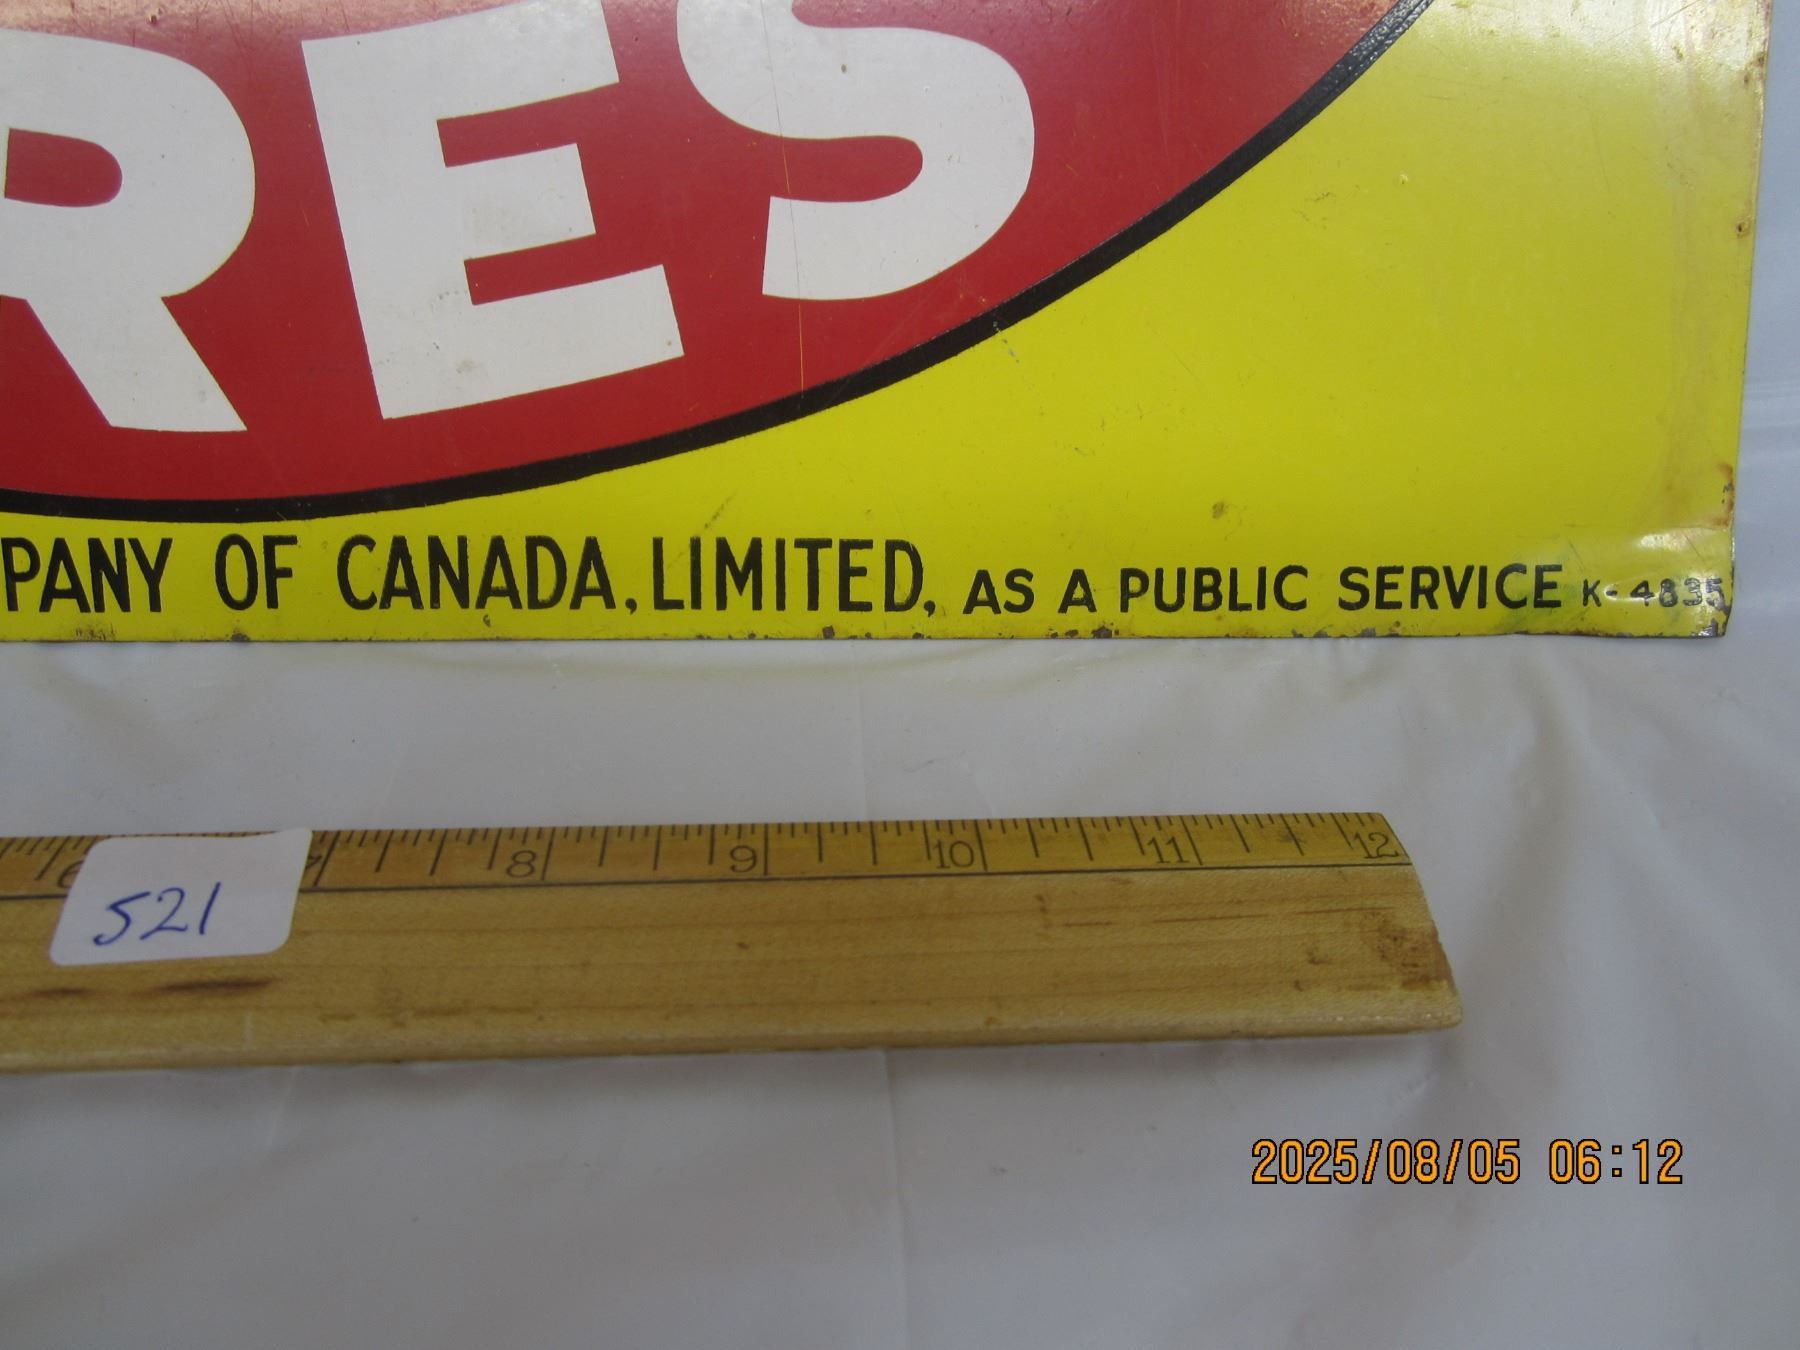 RES
PANY OF CANADA, LIMITED, AS A PUBLIC SERVICE K-4835
8 9 10 11 12
521
2025/08/05 06:12